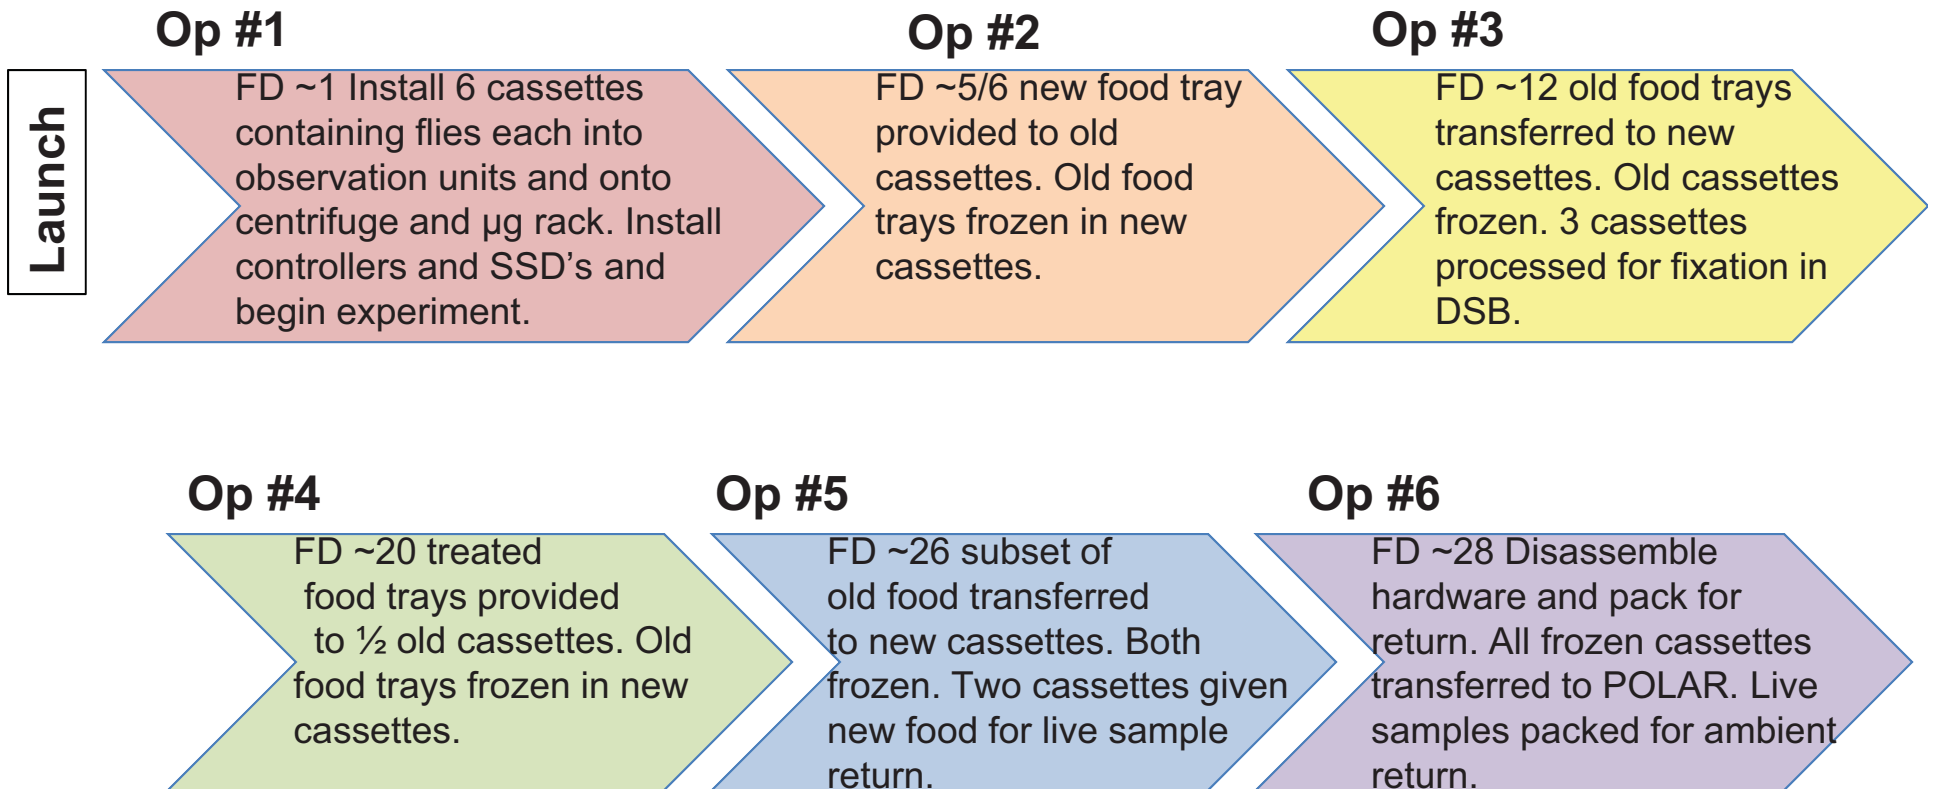 Launch
Op #1
FD ~1 Install 6 cassettes
containing flies each into
observation units and onto
centrifuge and µg rack. Install
controllers and SSD's and
begin experiment.
Op #2
FD ~5/6 new food tray
provided to old
cassettes. Old food
trays frozen in new
cassettes.
Op #3
FD ~12 old food trays
transferred to new
cassettes. Old cassettes
frozen. 3 cassettes
processed for fixation in
DSB.
Op #4
FD ~20 treated
food trays provided
to ½ old cassettes. Old
food trays frozen in new
cassettes.
Op #5
FD ~26 subset of
old food transferred
to new cassettes. Both
frozen. Two cassettes given
new food for live sample
return.
Op #6
FD ~28 Disassemble
hardware and pack for
return. All frozen cassettes
transferred to POLAR. Live
samples packed for ambient
return.